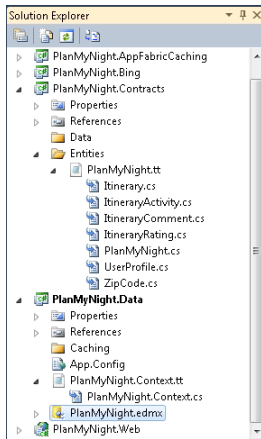 Solution Explorer
PlanMyNight.AppFabricCaching
PlanMyNight.Bing
PlanMyNight.Contracts
Properties
References
Data
Entities
PlanMyNight.tt
Itinerary.cs
ItineraryActivity.cs
ItineraryComment.cs
ItineraryRating.cs
PlanMyNight.cs
UserProfile.cs
ZipCode.cs
PlanMyNight.Data
Properties
References
Caching
App.Config
PlanMyNight.Context.tt
PlanMyNight.Context.cs
PlanMyNight.edmx
PlanMyNight.Web